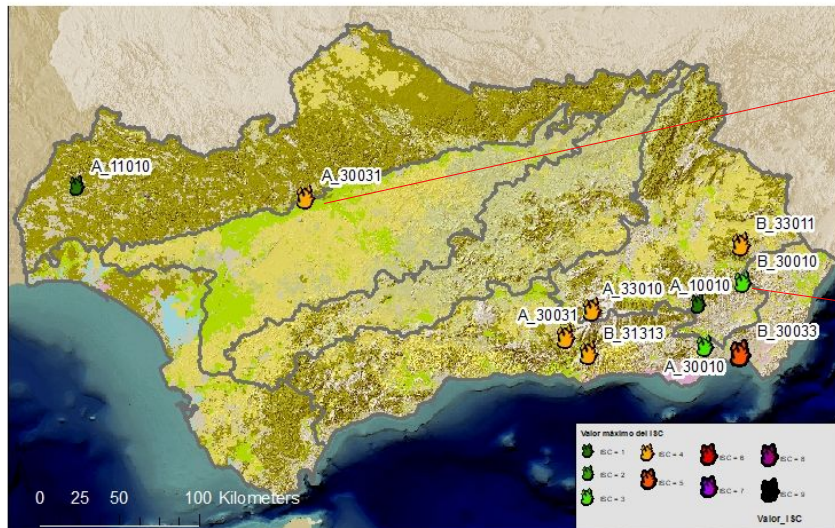 A_11010
A_30031
B_33011
B_30010
A_33010
A_10010
A_30031
B_31313
B_30033
A_30010
Valor máximo del ISC
ISC = 1
ISC = 4
ISC = 6
ISC = 8
ISC = 2
ISC = 5
ISC = 7
ISC = 9
ISC = 3
Valor_ISC
0 25 50 100 Kilometers